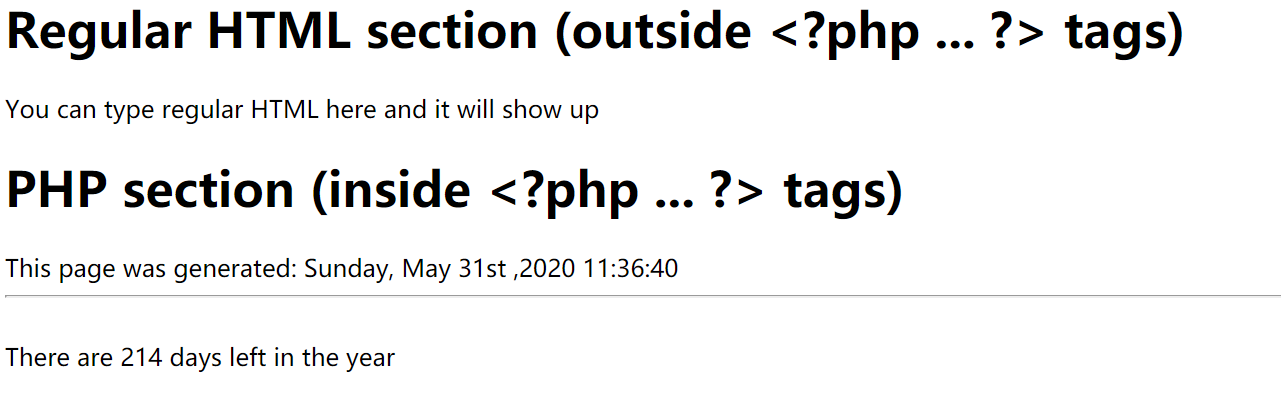 Regular HTML section (outside <?php ... ?> tags)
You can type regular HTML here and it will show up
PHP section (inside <?php ... ?> tags)
This page was generated: Sunday, May 31st ,2020 11:36:40
There are 214 days left in the year